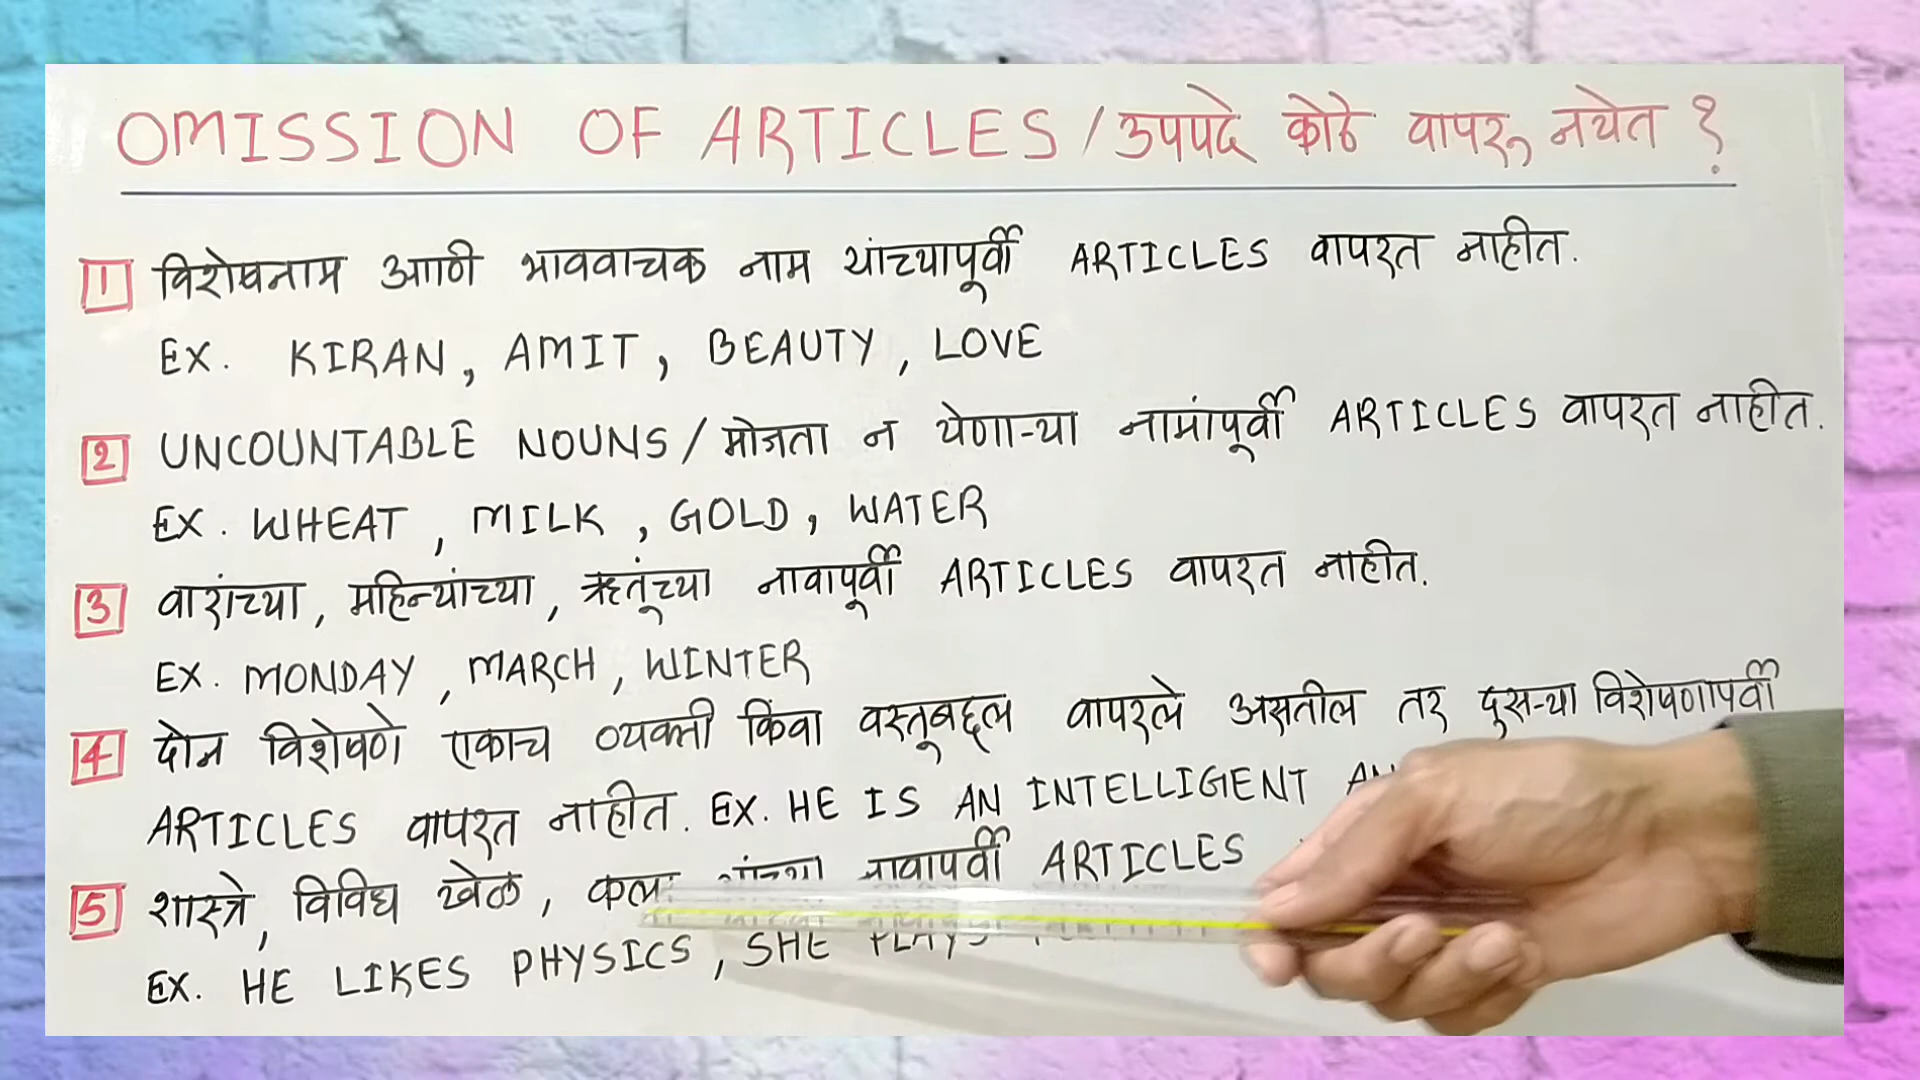 OMISSION OF ARTICLES/उपपदे कोठे वापरू नयेत ?
1 विशेषनाम आणि भाववाचक नाम यांच्यापूर्वी ARTICLES वापरत नाहीत.
EX. KIRAN, AMIT, BEAUTY, LOVE
2 UNCOUNTABLE NOUNS/मोजता न येणाऱ्या नामांपूर्वी ARTICLES वापरत नाहीत.
EX. WHEAT, MILK, GOLD, WATER
3 वारांच्या, महिन्यांच्या, ऋतूंच्या नावापूर्वी ARTICLES वापरत नाहीत.
EX. MONDAY, MARCH, WINTER
4 दोन विशेषणे एकाच व्यक्ती किंवा वस्तूबद्दल वापरले असतील तर दुसऱ्या विशेषणापूर्वी
ARTICLES वापरत नाहीत. EX. HE IS AN INTELLIGENT
5 शास्त्रे, विविध खेळ, कला यांच्या नावापूर्वी ARTICLES
EX. HE LIKES PHYSICS, SHE PLAYS